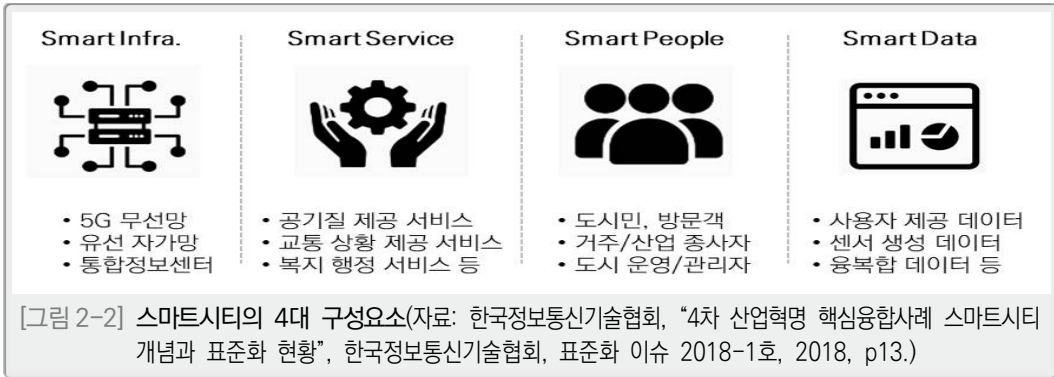 Smart Infra.
• 5G 무선망
• 유선 자가망
• 통합정보센터
Smart Service
• 공기질 제공 서비스
• 교통 상황 제공 서비스
• 복지 행정 서비스 등
Smart People
• 도시민, 방문객
• 거주/산업 종사자
• 도시 운영/관리자
Smart Data
• 사용자 제공 데이터
• 센서 생성 데이터
• 융복합 데이터 등
[그림 2-2] 스마트시티의 4대 구성요소(자료: 한국정보통신기술협회, “4차 산업혁명 핵심융합사례 스마트시티
개념과 표준화 현황”, 한국정보통신기술협회, 표준화 이슈 2018-1호, 2018, p13.)